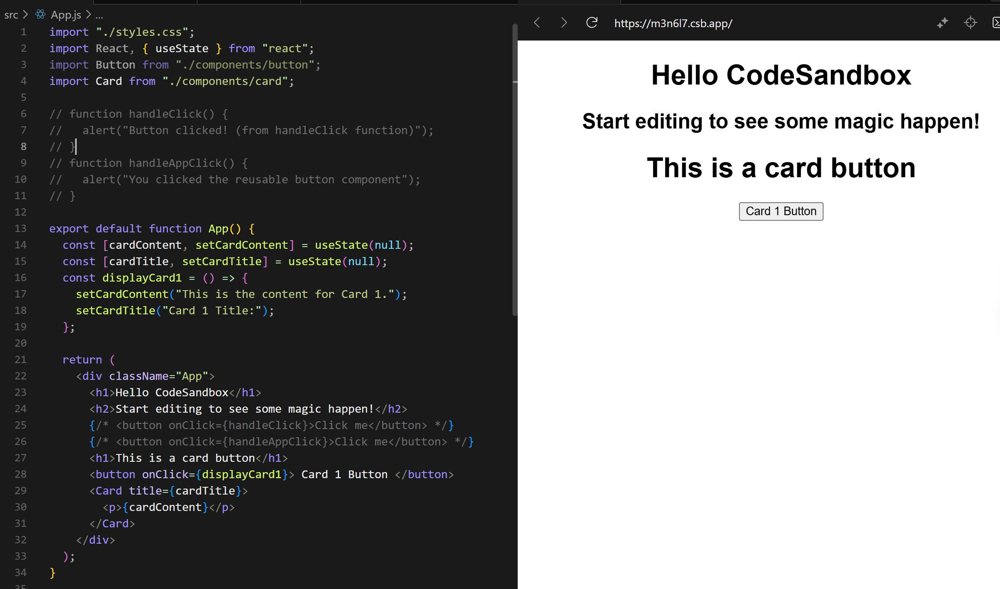 src > App.js > ...
1 import "./styles.css";
2 import React, { useState } from "react";
3 import Button from "./components/button";
4 import Card from "./components/card";
5
6 // function handleClick() {
7 //   alert("Button clicked! (from handleClick function)");
8 // }
9 // function handleAppClick() {
10 //   alert("You clicked the reusable button component");
11 // }
12
13 export default function App() {
14   const [cardContent, setCardContent] = useState(null);
15   const [cardTitle, setCardTitle] = useState(null);
16   const displayCard1 = () => {
17     setCardContent("This is the content for Card 1.");
18     setCardTitle("Card 1 Title:");
19   };
20
21   return (
22     <div className="App">
23       <h1>Hello CodeSandbox</h1>
24       <h2>Start editing to see some magic happen!</h2>
25       {/* <button onClick={handleClick}>Click me</button> */}
26       {/* <button onClick={handleAppClick}>Click me</button> */}
27       <h1>This is a card button</h1>
28       <button onClick={displayCard1}> Card 1 Button </button>
29       <Card title={cardTitle}>
30         <p>{cardContent}</p>
31       </Card>
32     </div>
33   );
34 }
35
https://m3n6l7.csb.app/
Hello CodeSandbox
Start editing to see some magic happen!
This is a card button
Card 1 Button